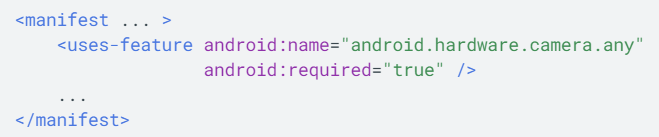 <manifest ... >
    <uses-feature android:name="android.hardware.camera.any"
                  android:required="true" />
    ...
</manifest>